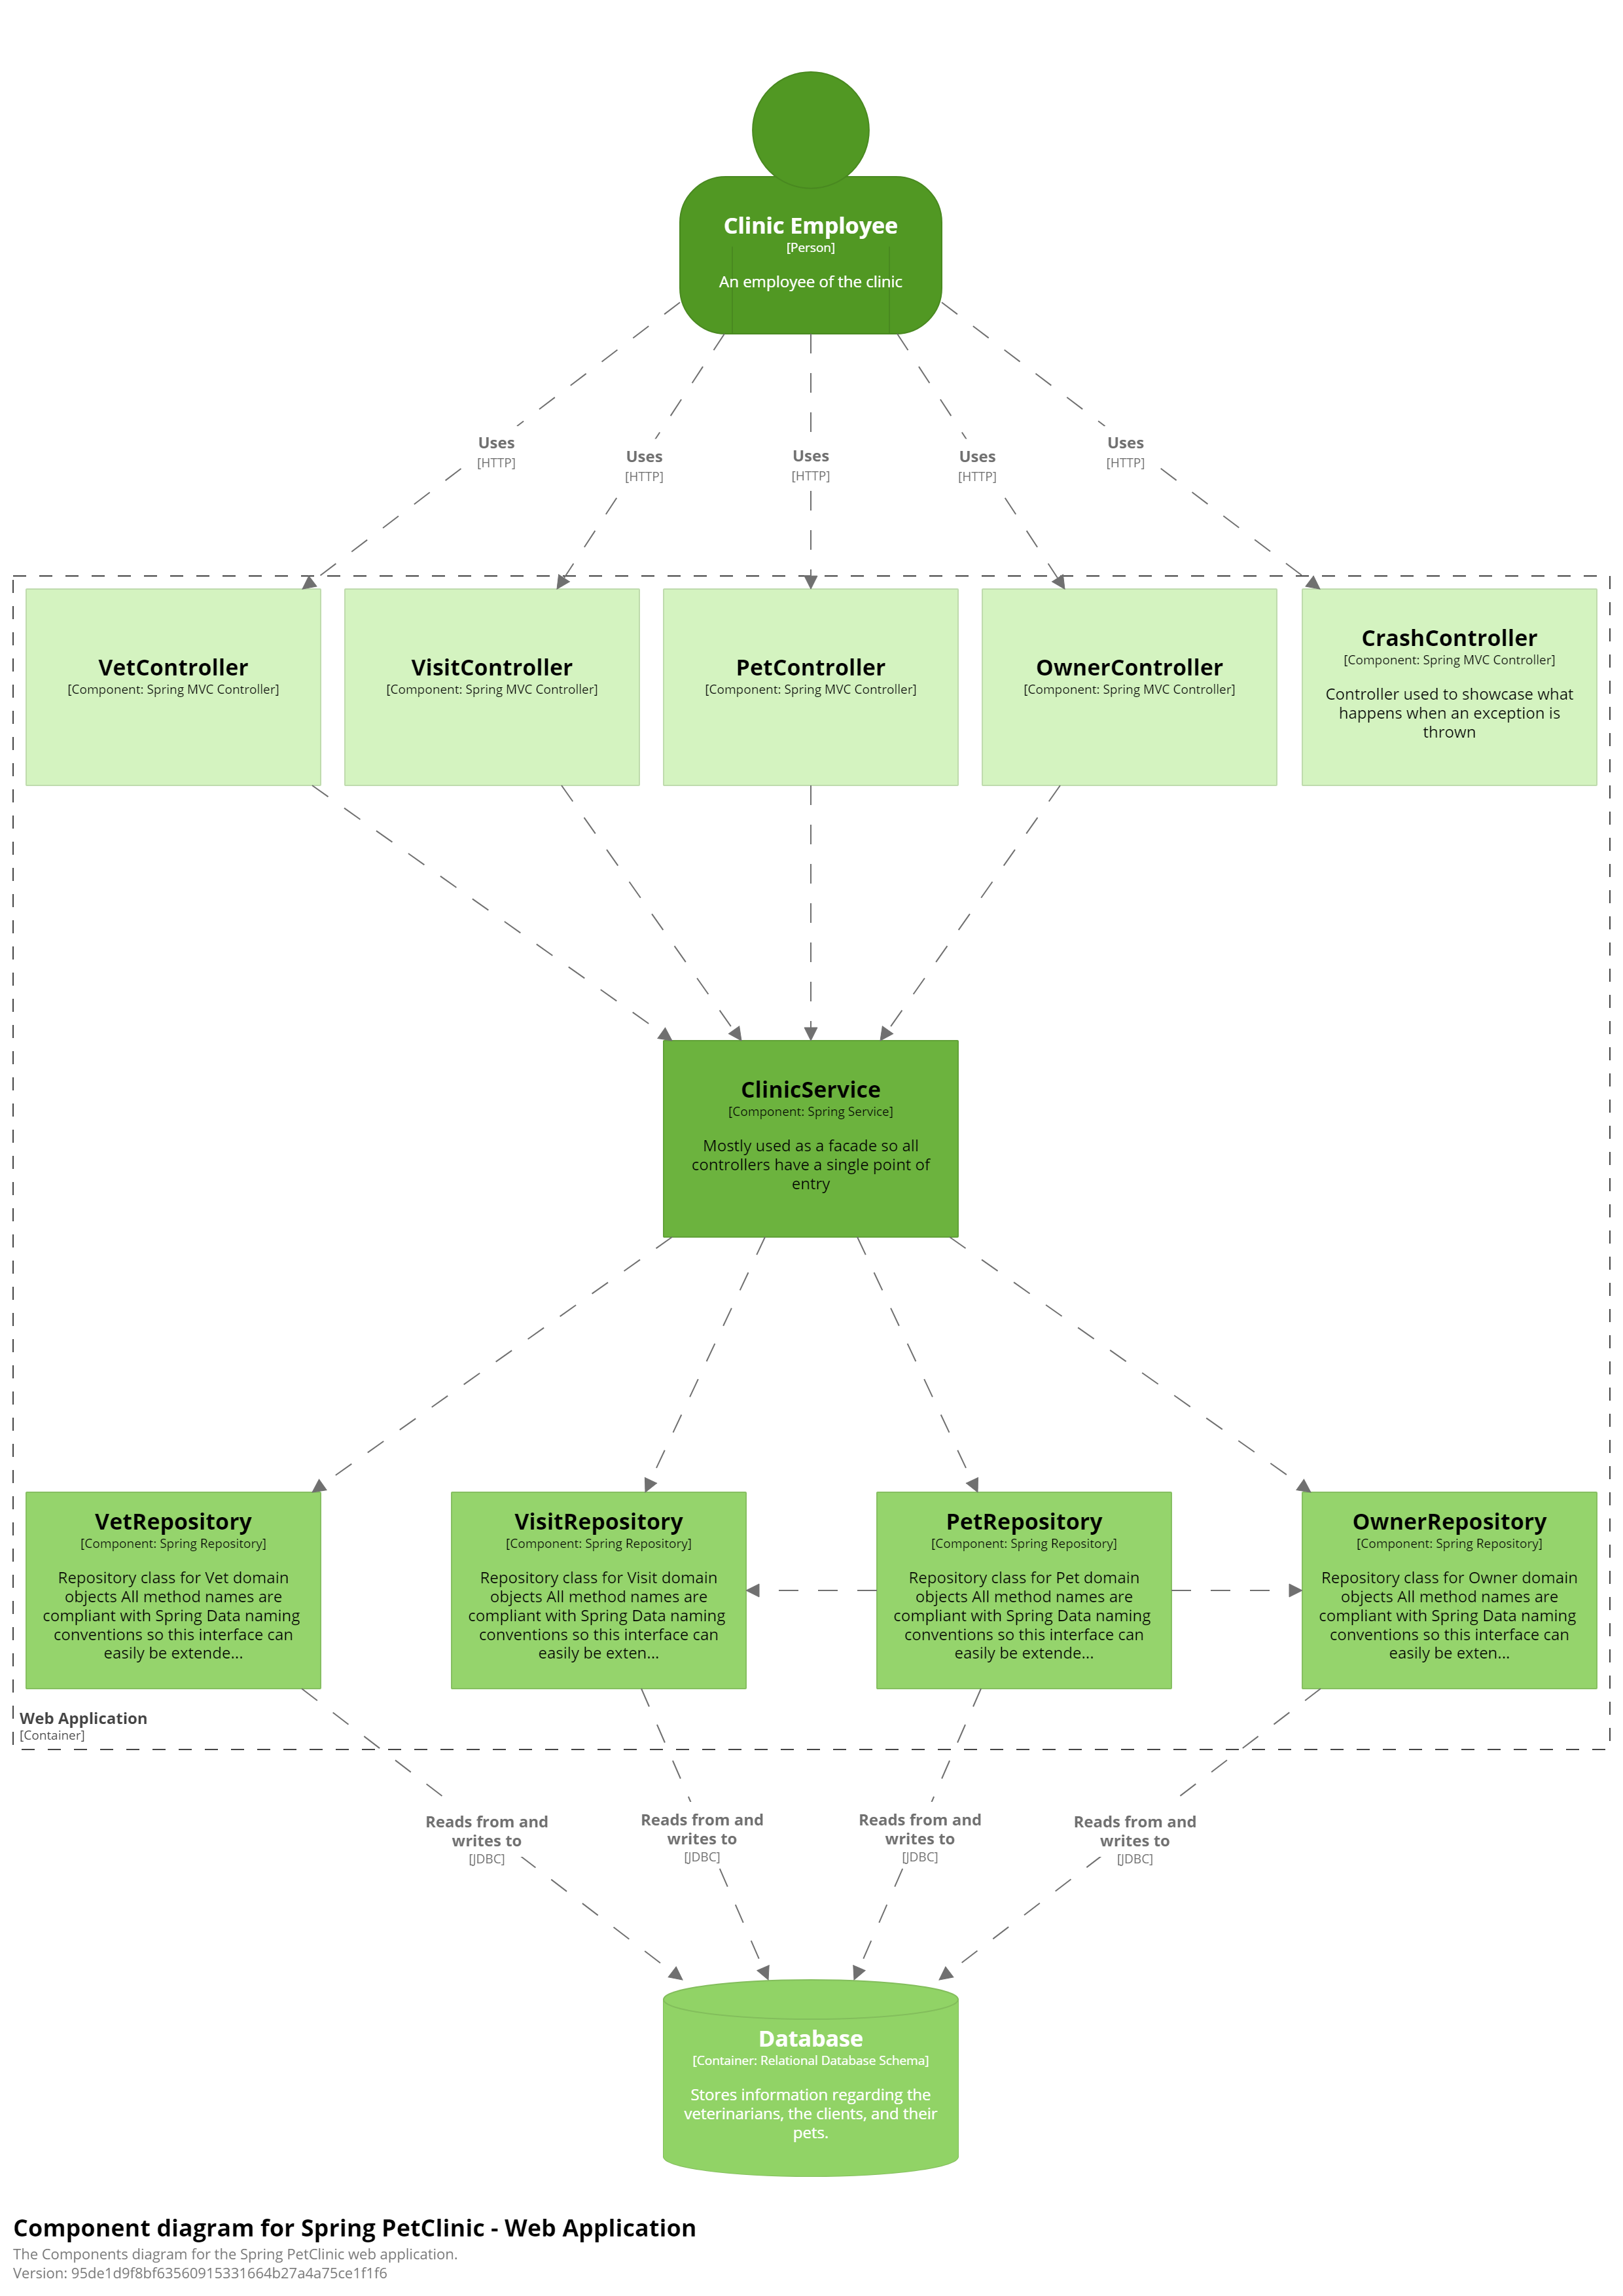 Clinic Employee
[Person]
An employee of the clinic
Uses
[HTTP]
Uses
[HTTP]
Uses
[HTTP]
Uses
[HTTP]
Uses
[HTTP]
VetController
[Component: Spring MVC Controller]
VisitController
[Component: Spring MVC Controller]
PetController
[Component: Spring MVC Controller]
OwnerController
[Component: Spring MVC Controller]
CrashController
[Component: Spring MVC Controller]
Controller used to showcase what
happens when an exception is
thrown
ClinicService
[Component: Spring Service]
Mostly used as a facade so all
controllers have a single point of
entry
VetRepository
[Component: Spring Repository]
Repository class for Vet domain
objects All method names are
compliant with Spring Data naming
conventions so this interface can
easily be extende...
VisitRepository
[Component: Spring Repository]
Repository class for Visit domain
objects All method names are
compliant with Spring Data naming
conventions so this interface can
easily be exten...
PetRepository
[Component: Spring Repository]
Repository class for Pet domain
objects All method names are
compliant with Spring Data naming
conventions so this interface can
easily be extende...
OwnerRepository
[Component: Spring Repository]
Repository class for Owner domain
objects All method names are
compliant with Spring Data naming
conventions so this interface can
easily be exten...
Web Application
[Container]
Reads from and
writes to
[JDBC]
Reads from and
writes to
[JDBC]
Reads from and
writes to
[JDBC]
Reads from and
writes to
[JDBC]
Database
[Container: Relational Database Schema]
Stores information regarding the
veterinarians, the clients, and their
pets.
Component diagram for Spring PetClinic - Web Application
The Components diagram for the Spring PetClinic web application.
Version: 95de1d9f8bf63560915331664b27a4a75ce1f1f6